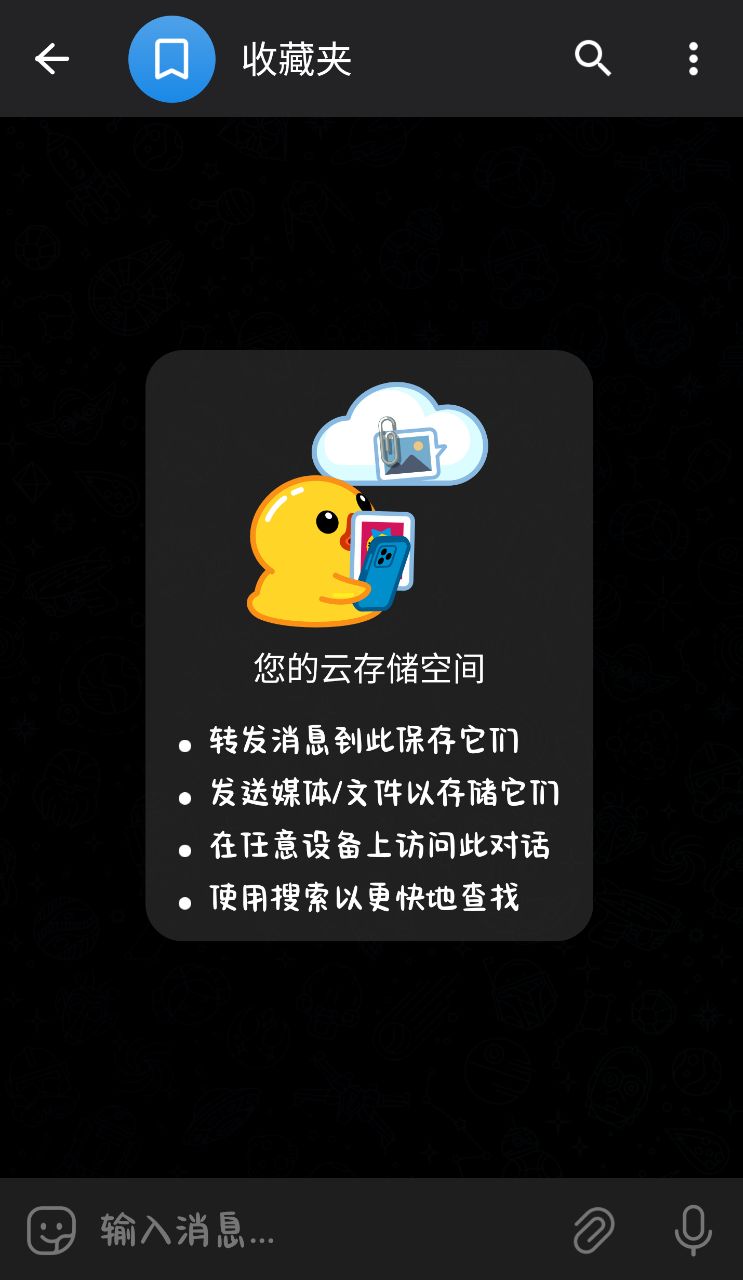 收藏夹
您的云存储空间
• 转发消息到此保存它们
• 发送媒体/文件以存储它们
• 在任意设备上访问此对话
• 使用搜索以更快地查找
输入消息...